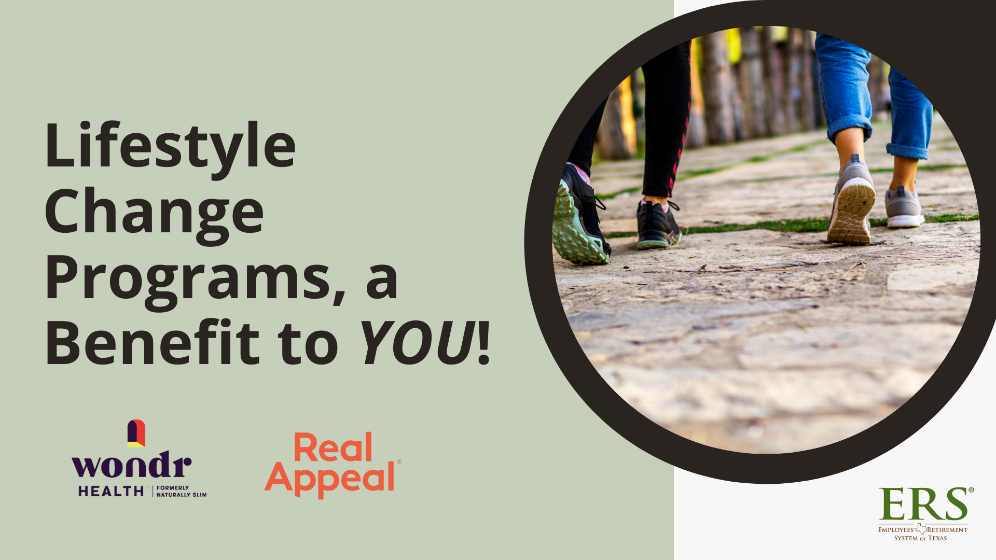 Lifestyle
Change
Programs, a
Benefit to YOU!
wondr
HEALTH | FORMERLY
NATURALLY SLIM
Real
Appeal®
ERS®
EMPLOYEES RETIREMENT
SYSTEM OF TEXAS